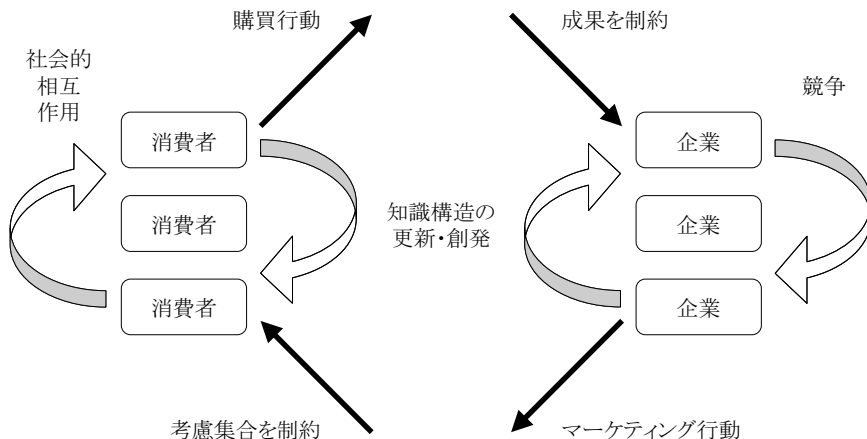 購買行動
成果を制約
社会的
相互
作用
競争
消費者
企業
消費者
知識構造の
更新・創発
企業
消費者
企業
考慮集合を制約
マーケティング行動